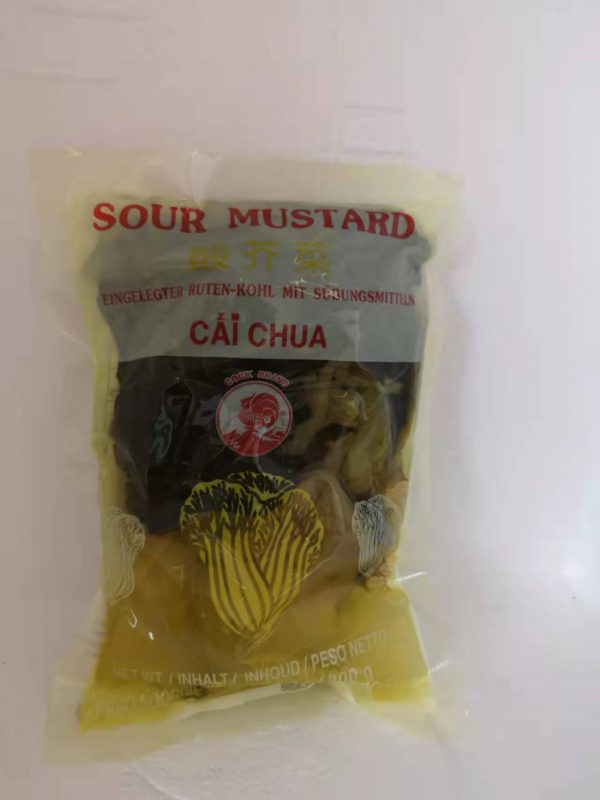 SOUR MUSTARD
酸芥菜
EINGELEGTER RUTEN-KOHL MIT SÜßUNGSMITTELN
CẢI CHUA
COCK BRAND
NET WT / INHALT / INHOUD / PESO NETTO: